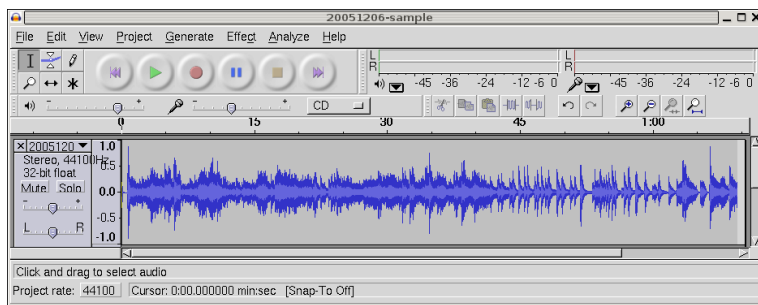 20051206-sample
File Edit View Project Generate Effect Analyze Help
L
R
-45 -36 -24 -12 -6 0
L
R
-45 -36 -24 -12 -6 0
- + - + CD
0 15 30 45 1:00
2005120
Stereo, 44100Hz
32-bit float
Mute Solo
- +
L R
1.0
0.5
0.0
-0.5
-1.0
Click and drag to select audio
Project rate: 44100 Cursor: 0:00.000000 min:sec [Snap-To Off]